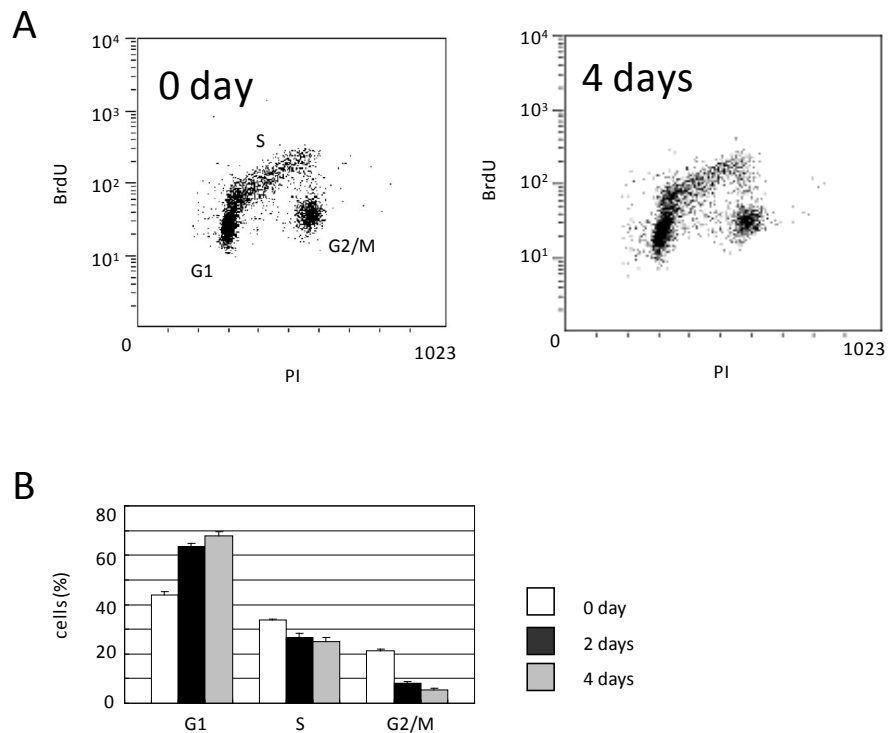 A
0 day
10⁴
10³
10²
10¹
0
1023
BrdU
PI
S
G1
G2/M
4 days
10⁴
10³
10²
10¹
0
1023
BrdU
PI
B
80
60
40
20
0
cells(%)
G1 S G2/M
0 day
2 days
4 days